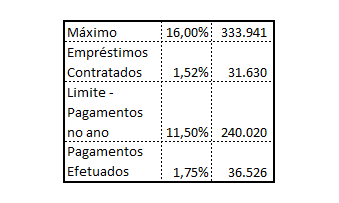 Máximo 16,00% 333.941
Empréstimos
Contratados 1,52% 31.630
Limite -
Pagamentos
no ano 11,50% 240.020
Pagamentos
Efetuados 1,75% 36.526